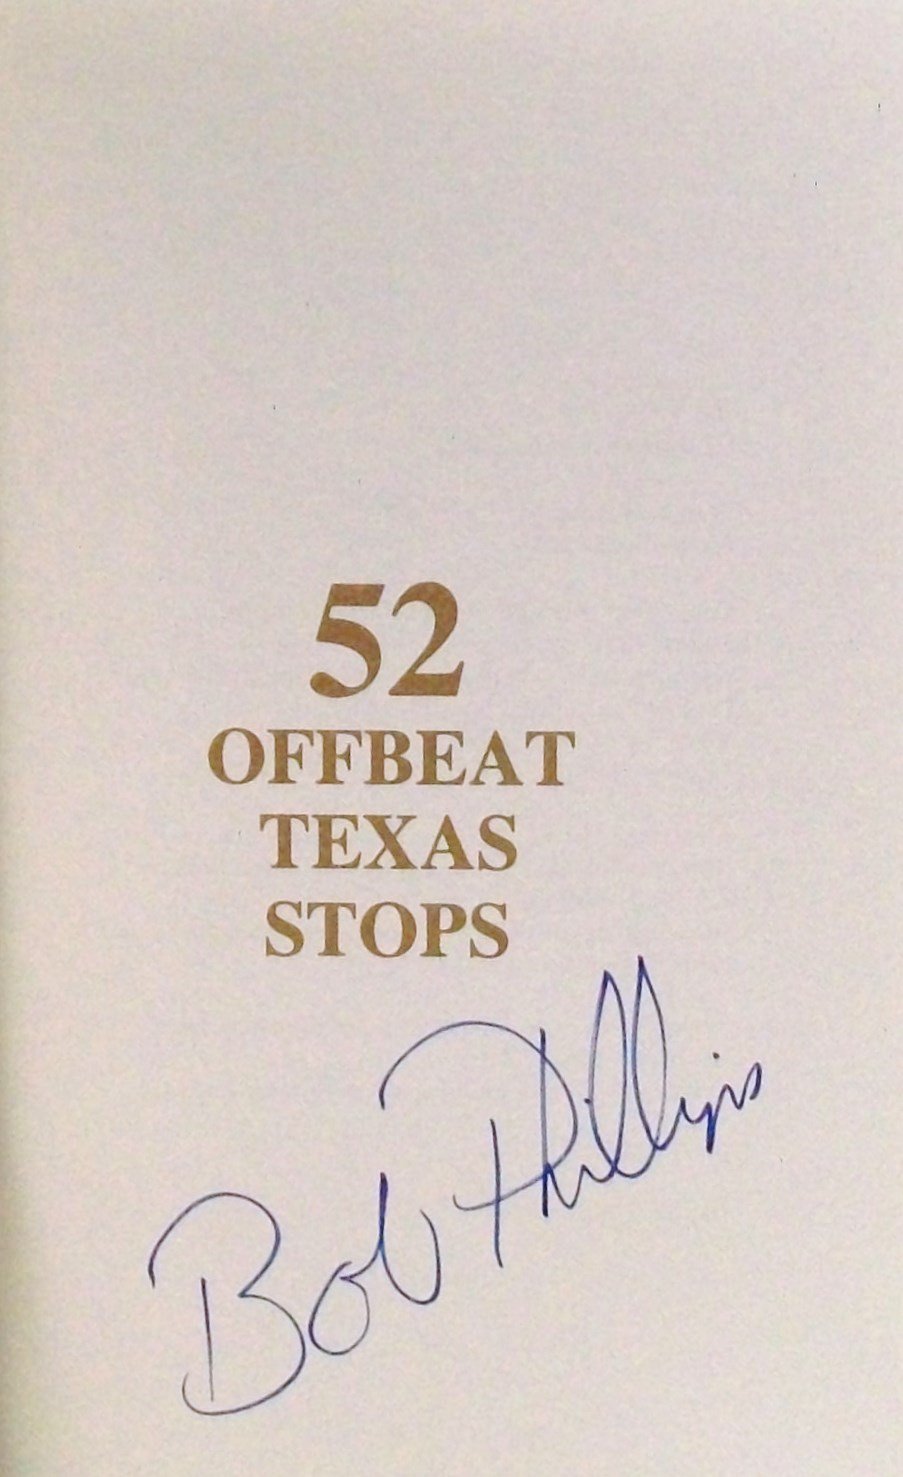 52
OFFBEAT
TEXAS
STOPS
Bob Phillips